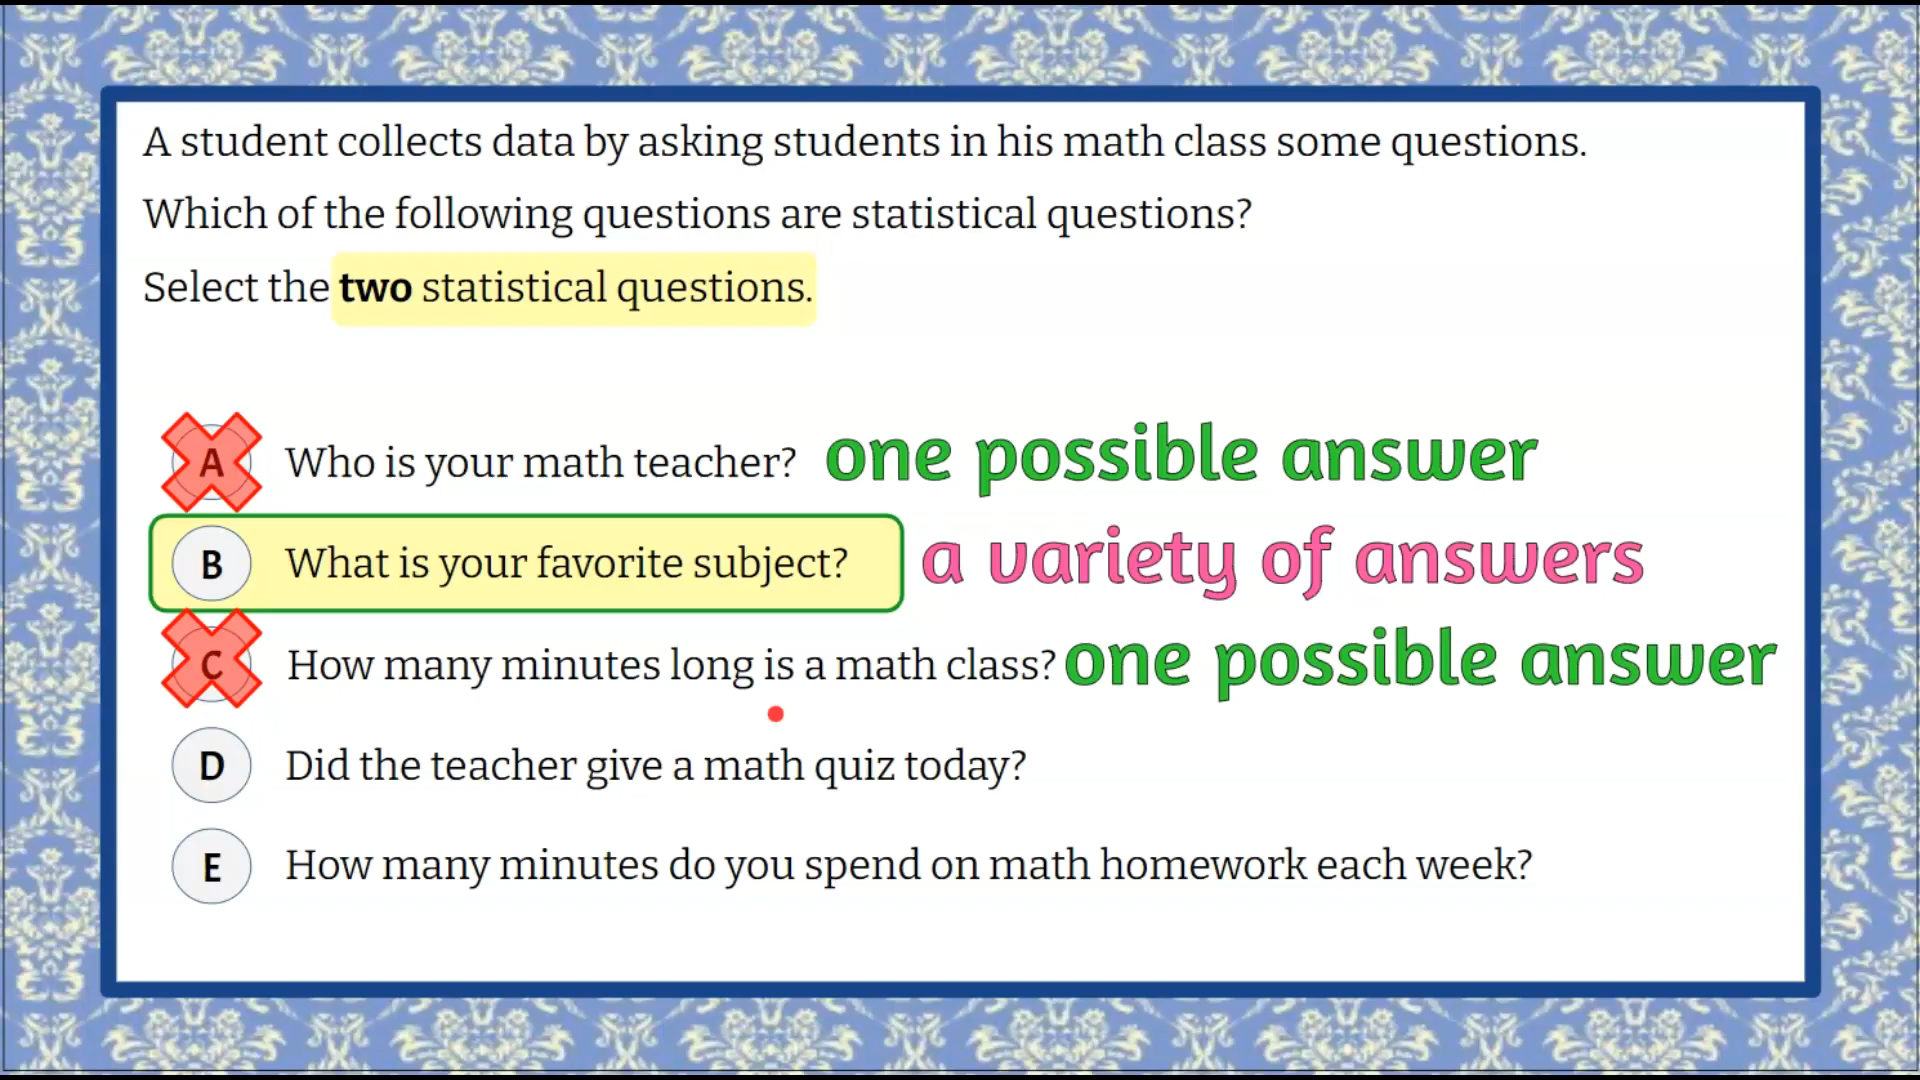 A student collects data by asking students in his math class some questions.
Which of the following questions are statistical questions?
Select the two statistical questions.
A Who is your math teacher? one possible answer
B What is your favorite subject? a variety of answers
C How many minutes long is a math class? one possible answer
D Did the teacher give a math quiz today?
E How many minutes do you spend on math homework each week?